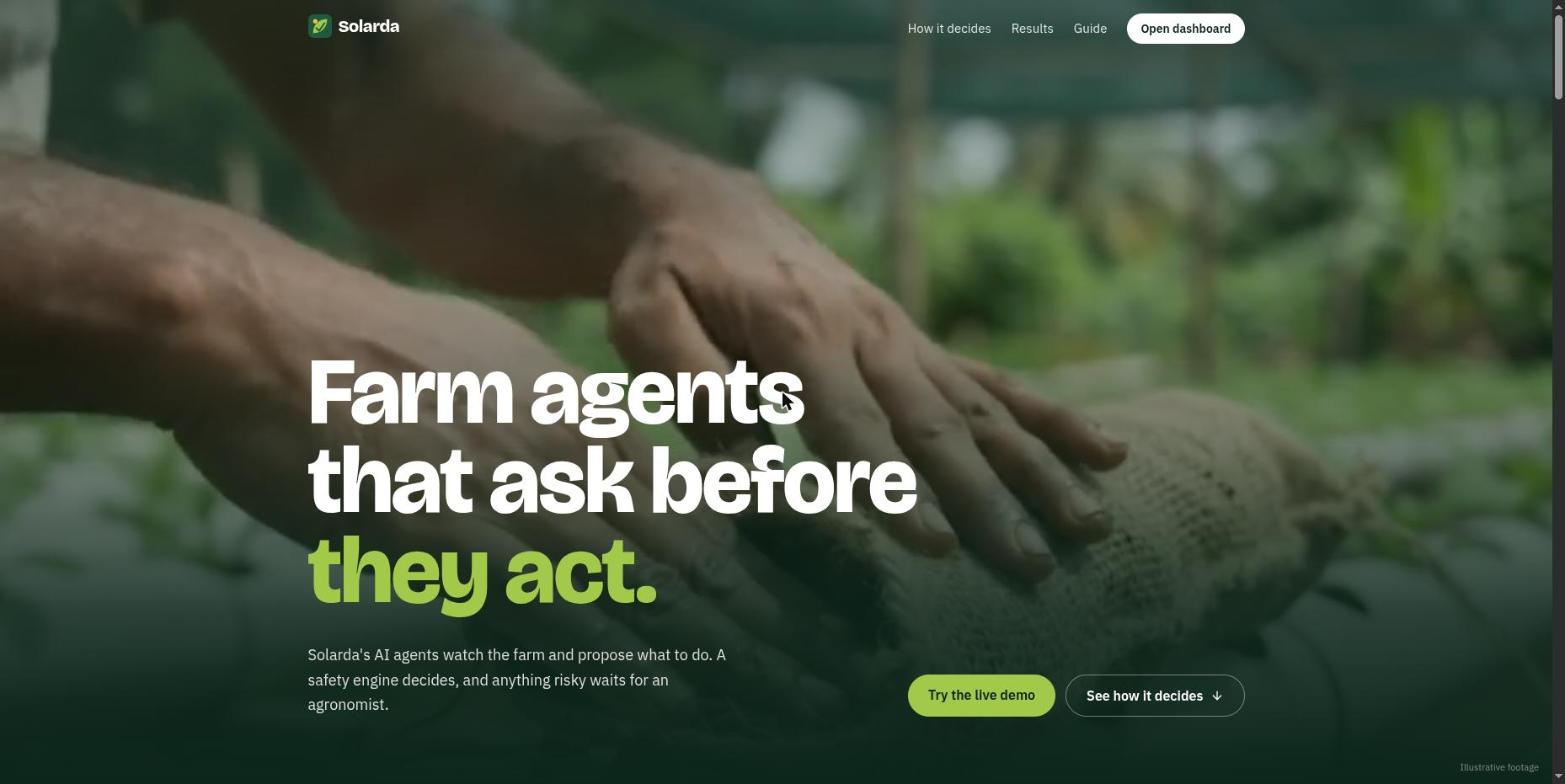 Solarda
How it decides
Results
Guide
Open dashboard
Farm agents
that ask before
they act.
Solarda's AI agents watch the farm and propose what to do. A
safety engine decides, and anything risky waits for an
agronomist.
Try the live demo
See how it decides ↓
Illustrative footage